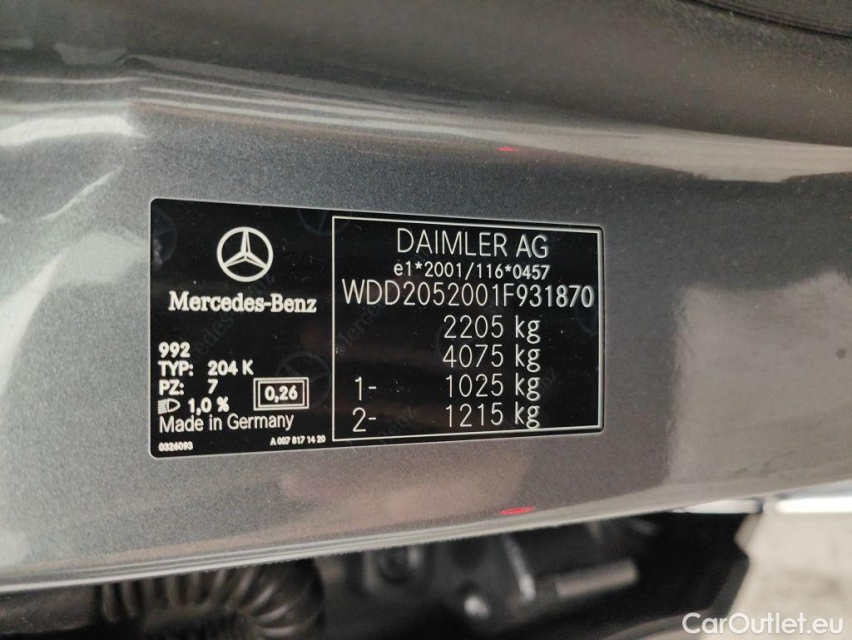 Mercedes-Benz
992
TYP: 204 K
PZ: 7
1,0 %
0,26
Made in Germany
0326093
A 007 817 14 20
DAIMLER AG
e1*2001/116*0457
WDD2052001F931870
2205 kg
4075 kg
1- 1025 kg
2- 1215 kg
CarOutlet.eu